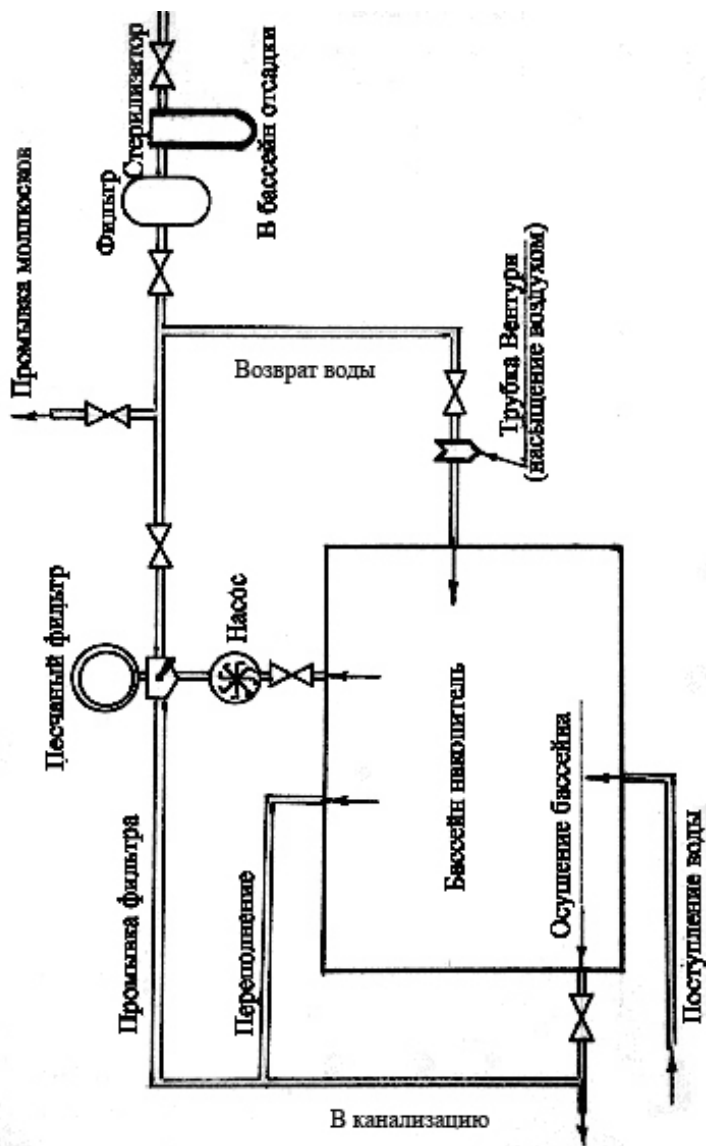 Стерилизатор
Фильтр
В бассейн отсадки
Промывка моллюсков
Возврат воды
Трубка Вентури
(насыщение воздухом)
Песчаный фильтр
Насос
Бассейн накопитель
Осушение бассейна
Промывка фильтра
Переполнение
Поступление воды
В канализацию